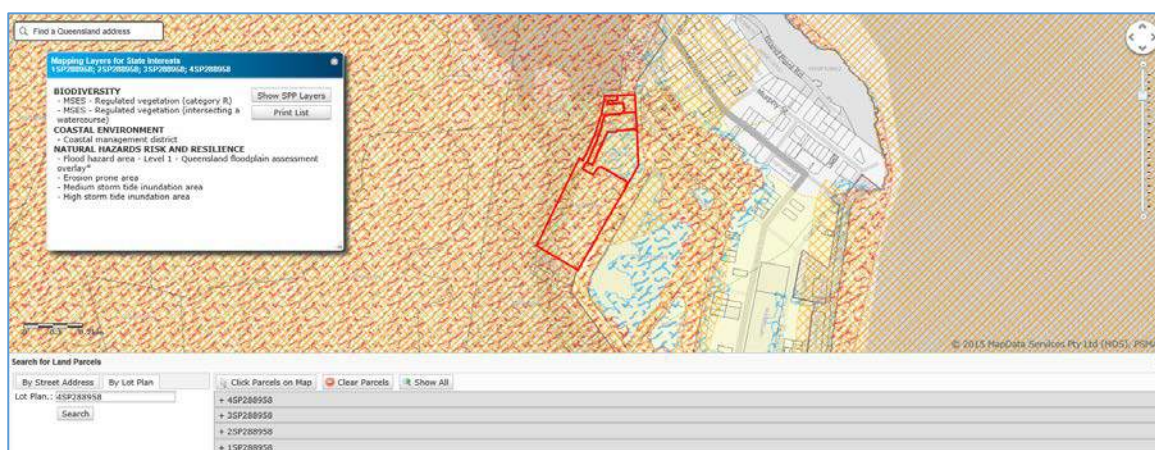 Find a Queensland address
Mapping Layers for State Interests
1SP288958; 2SP288958; 3SP288958; 4SP288958
BIODIVERSITY
- MSES - Regulated vegetation (category R)
- MSES - Regulated vegetation (intersecting a
watercourse)
COASTAL ENVIRONMENT
- Coastal management district
NATURAL HAZARDS RISK AND RESILIENCE
- Flood hazard area - Level 1 - Queensland floodplain assessment
overlay*
- Erosion prone area
- Medium storm tide inundation area
- High storm tide inundation area
Show SPP Layers
Print List
Murphy St
© 2015 MapData Services Pty Ltd (MDS), PSMA
Search for Land Parcels
By Street Address
By Lot Plan
Click Parcels on Map
Clear Parcels
Show All
Lot Plan.: 4SP288958
Search
+ 4SP288958
+ 3SP288958
+ 2SP288958
+ 1SP288958